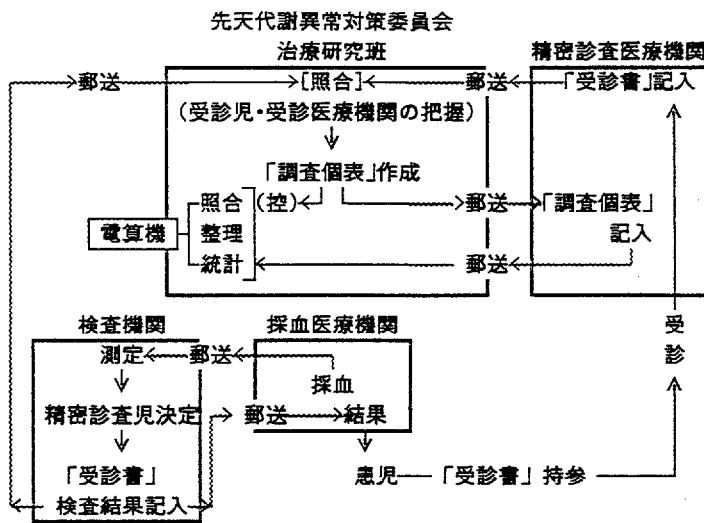 先天代謝異常対策委員会
治療研究班
精密診査医療機関
郵送
[照合]
郵送
「受診書」記入
(受診児・受診医療機関の把握)
「調査個表」作成
照合
(控)
郵送
「調査個表」
電算機
整理
記入
統計
郵送
検査機関
採血医療機関
受診
測定
郵送
採血
精密診査児決定
郵送
結果
「受診書」
患児
「受診書」持参
検査結果記入